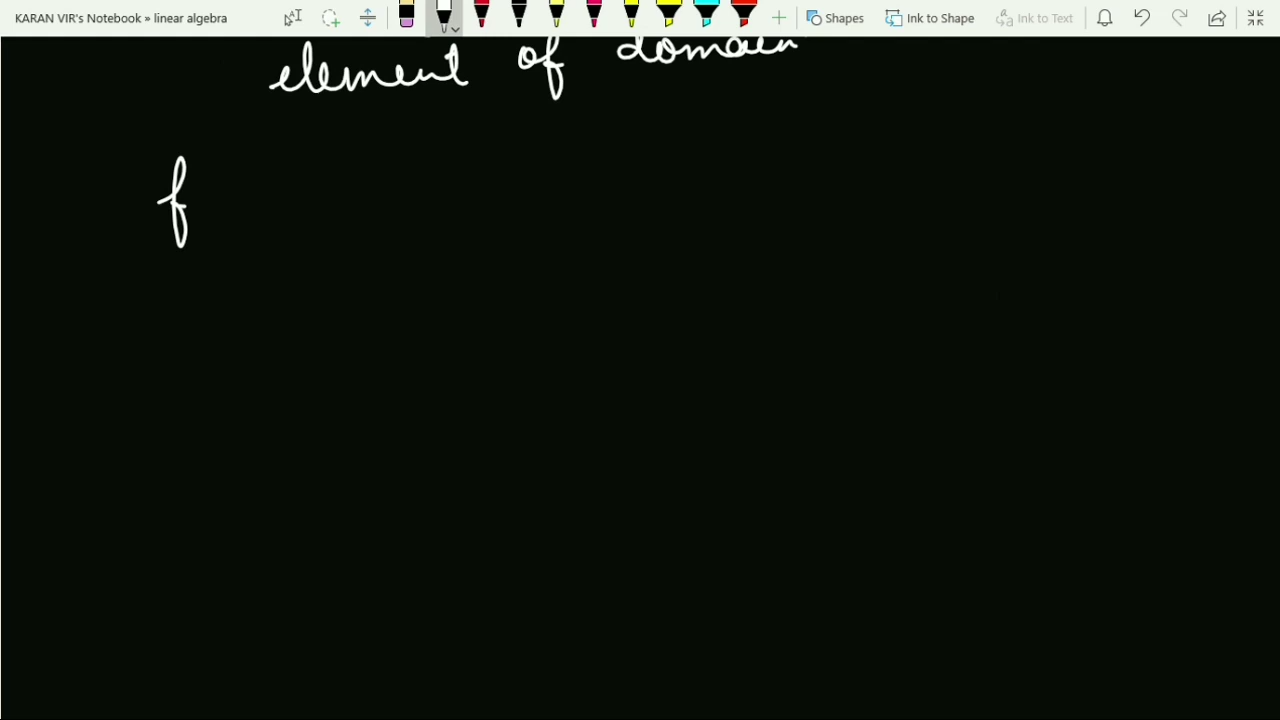 KARAN VIR's Notebook » linear algebra Shapes Ink to Shape Ink to Text
element of domain
f